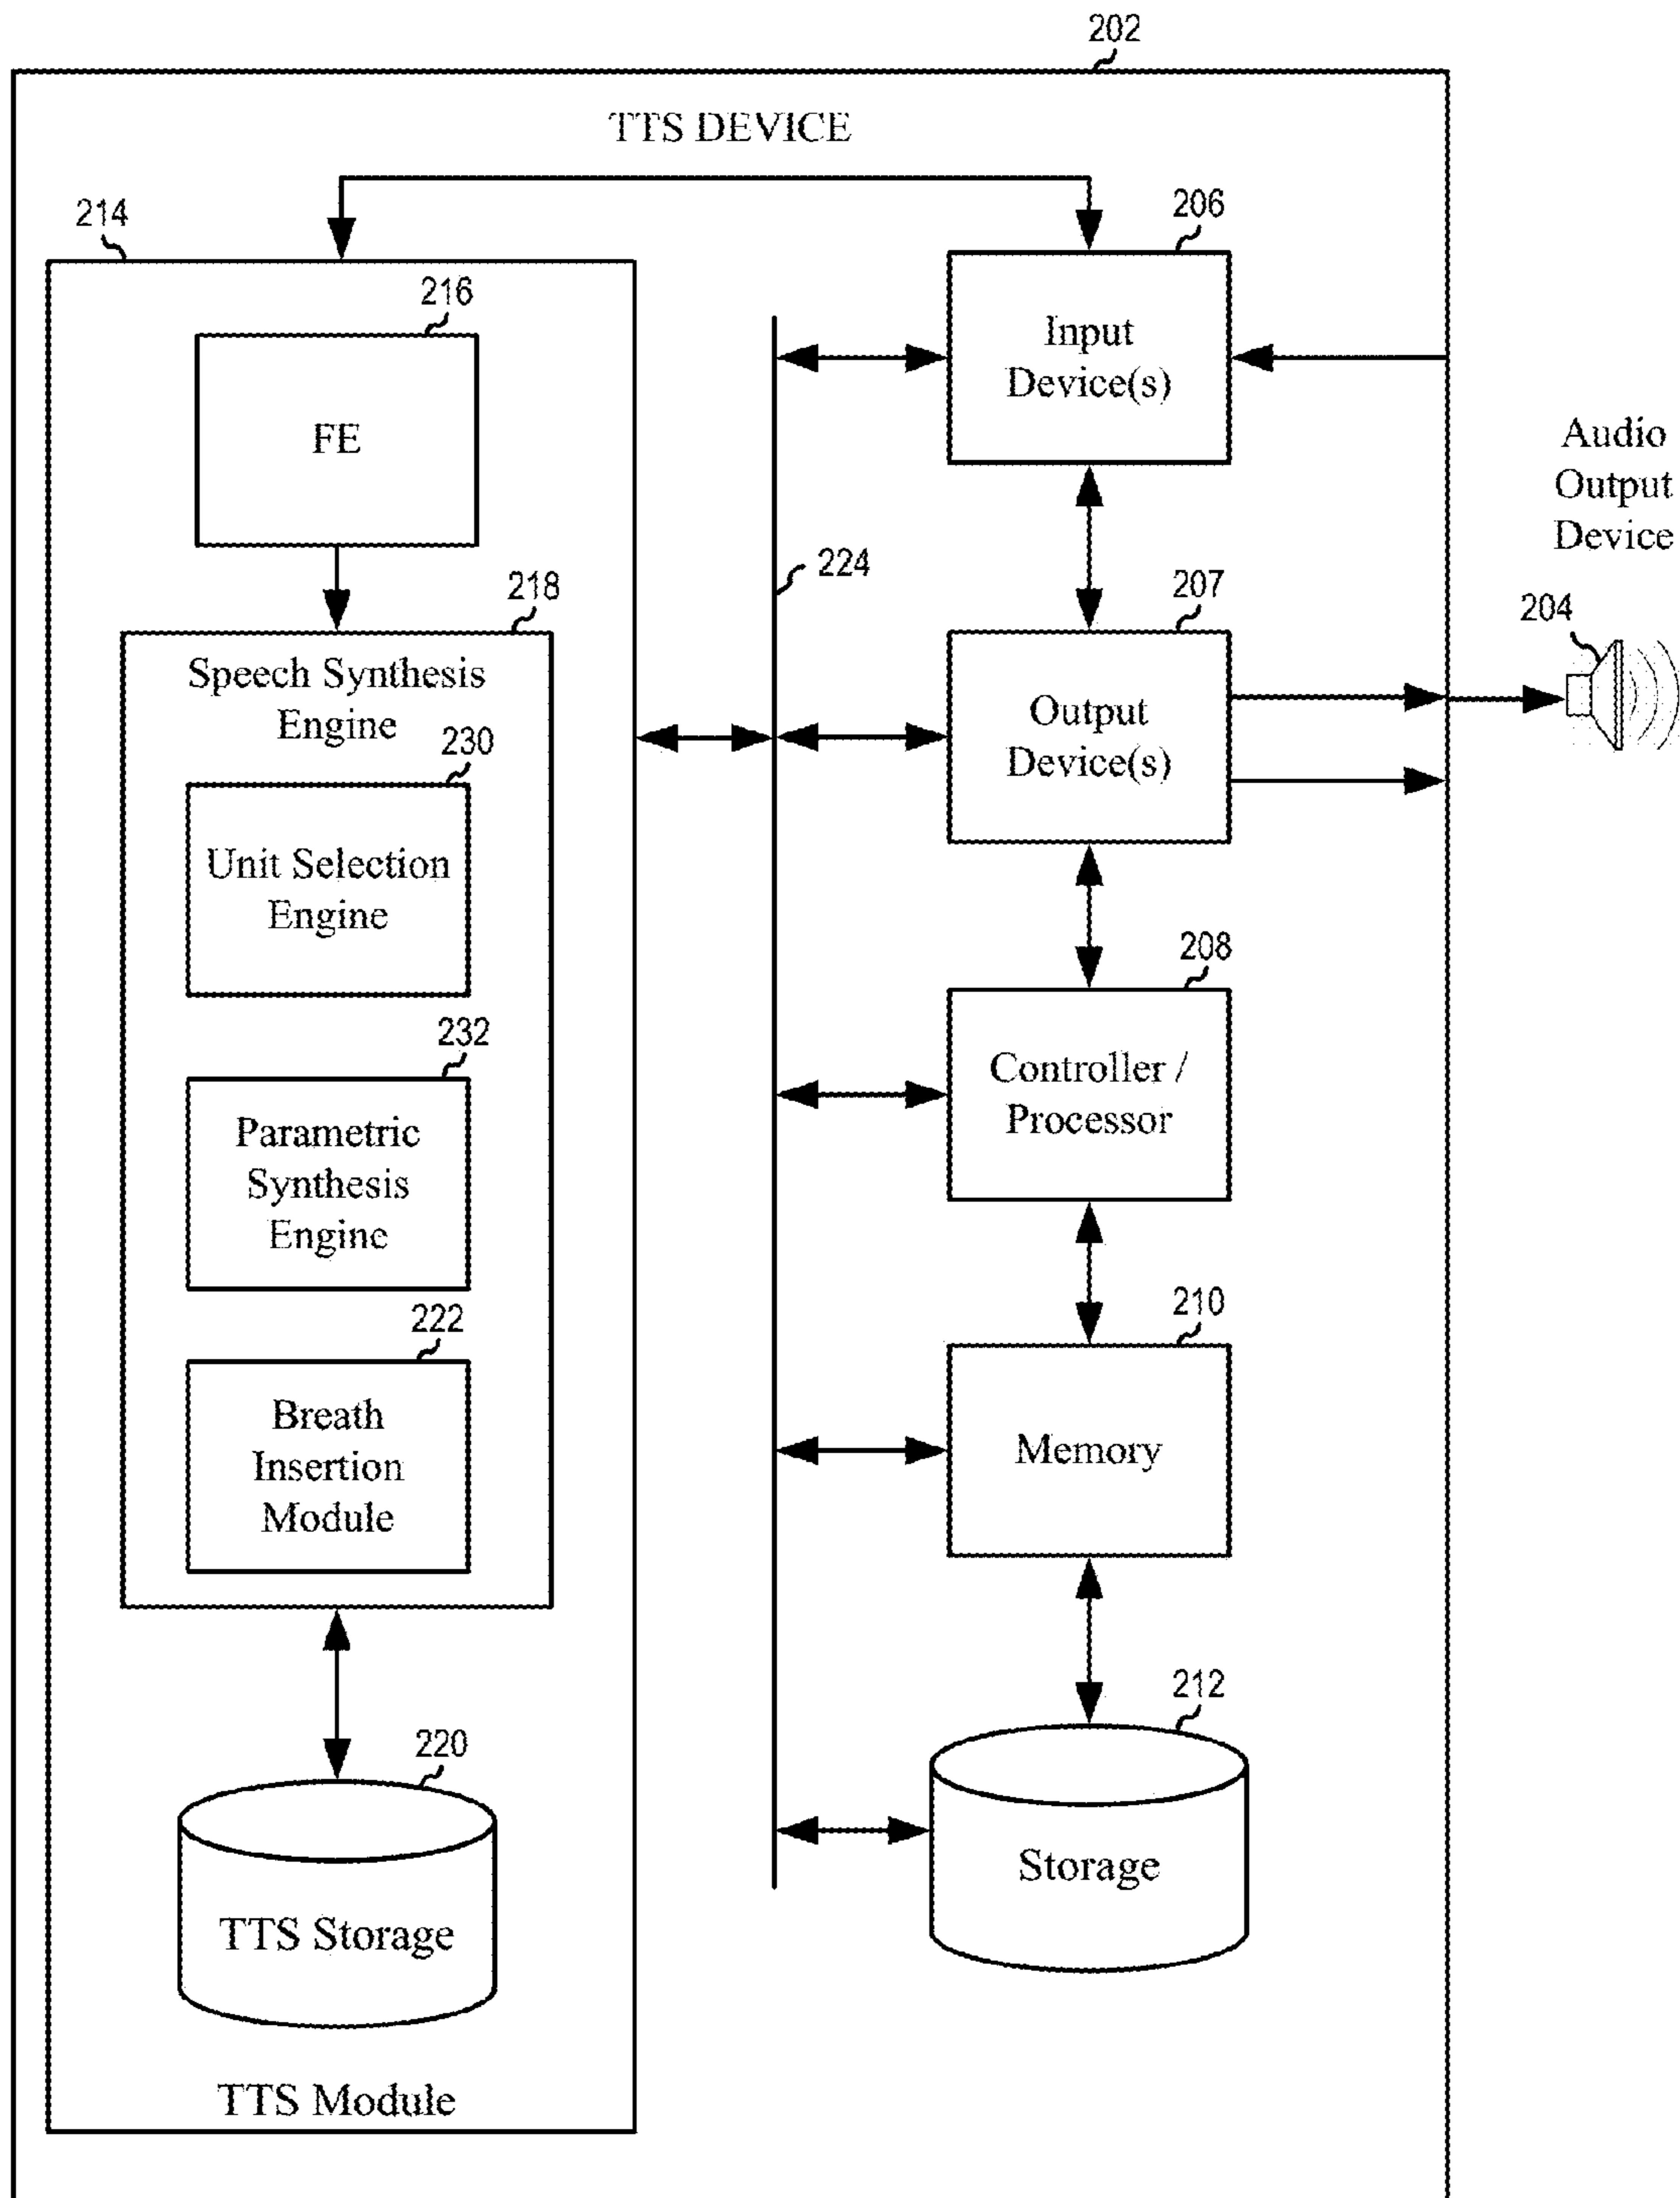 202
TTS DEVICE
214
206
216
Input
Device(s)
FE
Audio
Output
Device
224
218
207
204
Speech Synthesis
Engine
Output
Device(s)
230
Unit Selection
Engine
208
232
Controller /
Processor
Parametric
Synthesis
Engine
210
222
Breath
Insertion
Module
Memory
212
220
Storage
TTS Storage
TTS Module